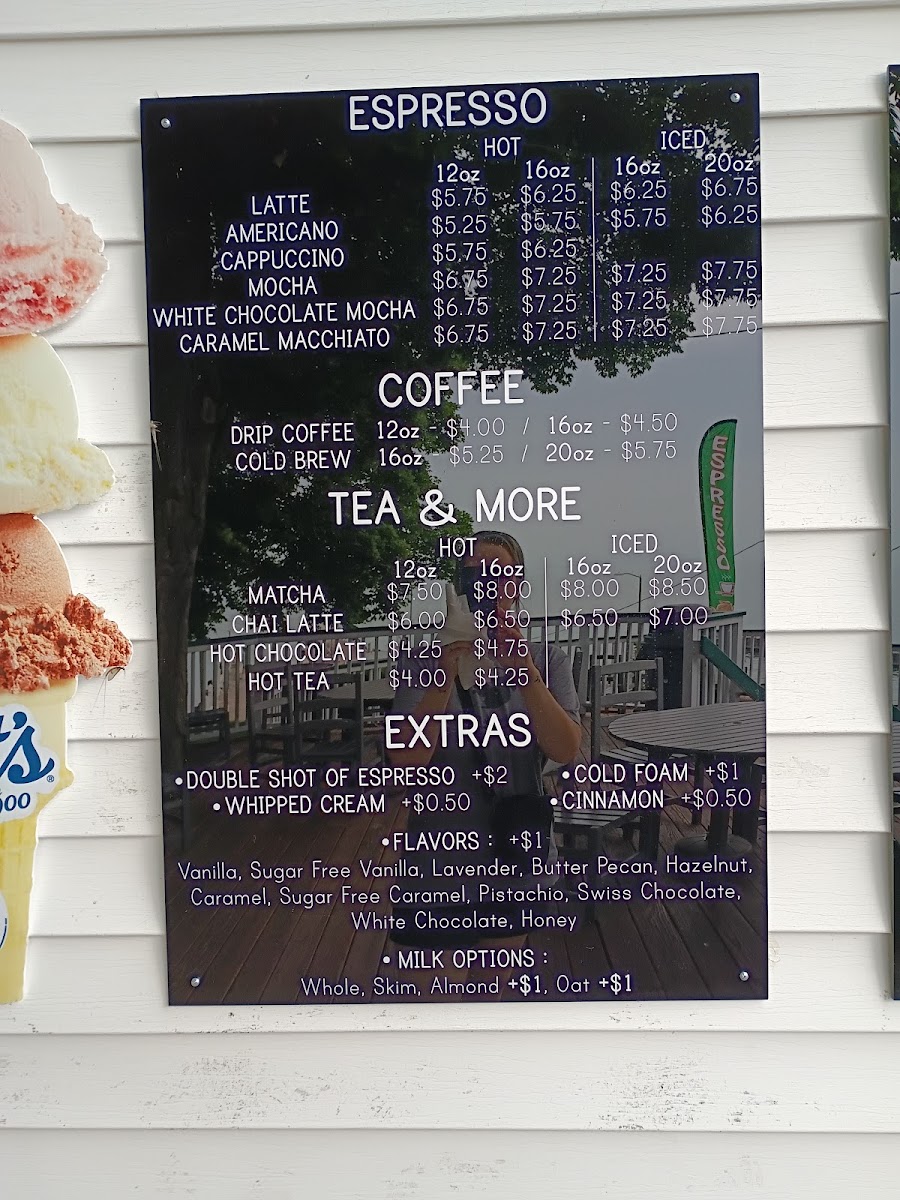 ESPRESSO
HOT ICED
12oz 16oz 16oz 20oz
LATTE $5.75 $6.25 $6.25 $6.75
AMERICANO $5.25 $5.75 $5.75 $6.25
CAPPUCCINO $5.75 $6.25
MOCHA $6.75 $7.25 $7.25 $7.75
WHITE CHOCOLATE MOCHA $6.75 $7.25 $7.25 $7.75
CARAMEL MACCHIATO $6.75 $7.25 $7.25 $7.75
COFFEE
DRIP COFFEE 12oz - $4.00 / 16oz - $4.50
COLD BREW 16oz - $5.25 / 20oz - $5.75
ESPRESSO
TEA & MORE
HOT ICED
12oz 16oz 16oz 20oz
MATCHA $7.50 $8.00 $8.00 $8.50
CHAI LATTE $6.00 $6.50 $6.50 $7.00
HOT CHOCOLATE $4.25 $4.75
HOT TEA $4.00 $4.25
EXTRAS
•DOUBLE SHOT OF ESPRESSO +$2 •COLD FOAM +$1
•WHIPPED CREAM +$0.50 •CINNAMON +$0.50
•FLAVORS : +$1
Vanilla, Sugar Free Vanilla, Lavender, Butter Pecan, Hazelnut,
Caramel, Sugar Free Caramel, Pistachio, Swiss Chocolate,
White Chocolate, Honey
• MILK OPTIONS :
Whole, Skim, Almond +$1, Oat +$1